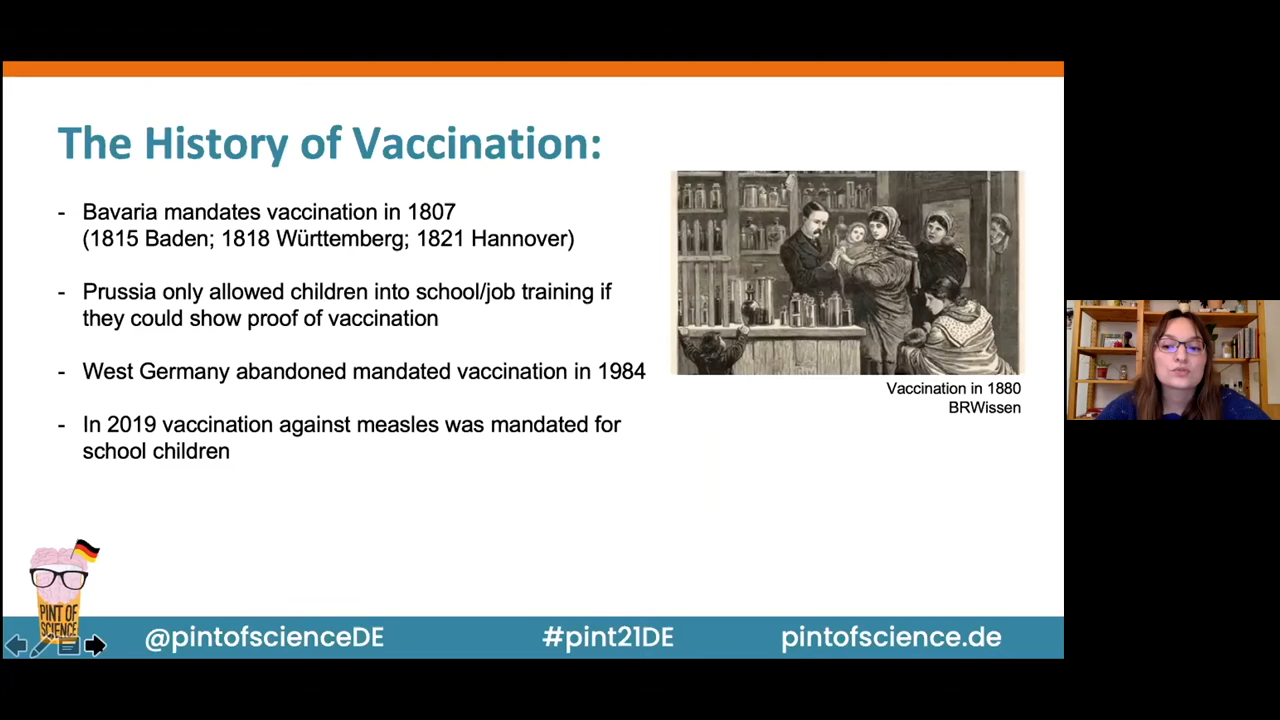 The History of Vaccination:
- Bavaria mandates vaccination in 1807
(1815 Baden; 1818 Württemberg; 1821 Hannover)
- Prussia only allowed children into school/job training if
they could show proof of vaccination
- West Germany abandoned mandated vaccination in 1984
- In 2019 vaccination against measles was mandated for
school children
Vaccination in 1880
BRWissen
PINT OF
SCIENCE
@pintofscienceDE
#pint21DE
pintofscience.de